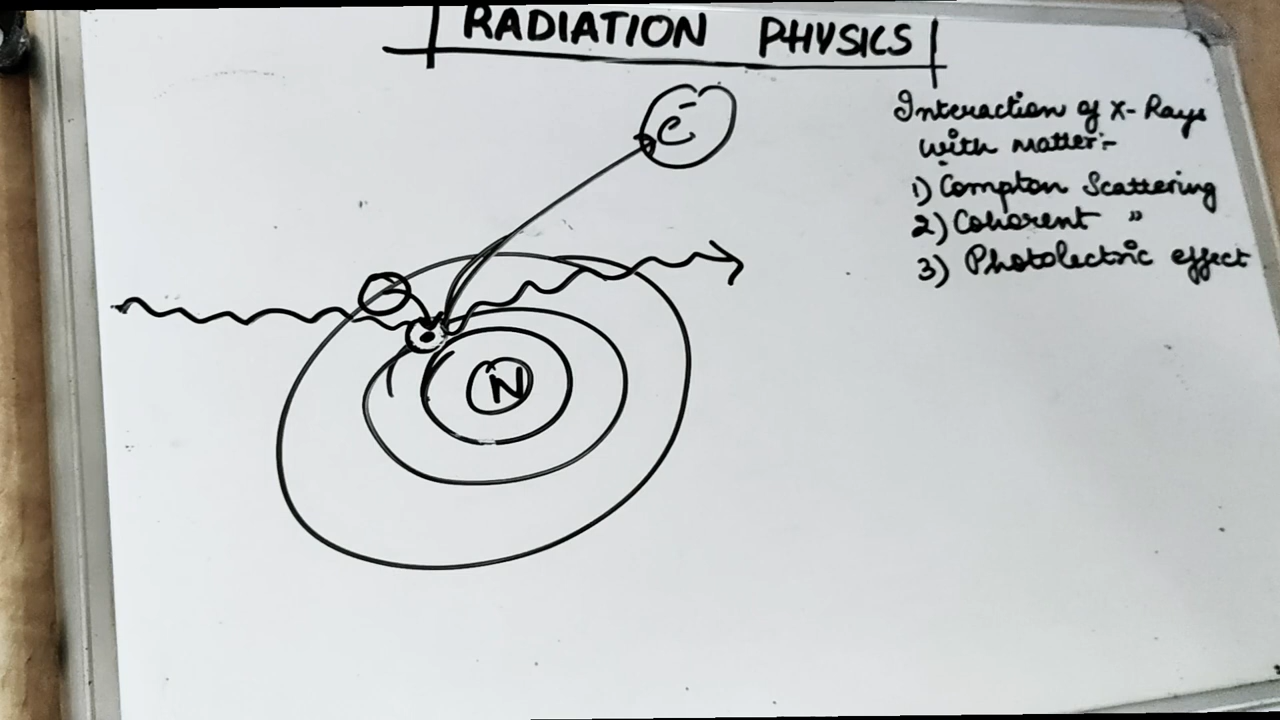 RADIATION PHYSICS
Interaction of X-Rays
with matter:-
1) Compton Scattering
2) Coherent "
3) Photolectric effect
e-
N